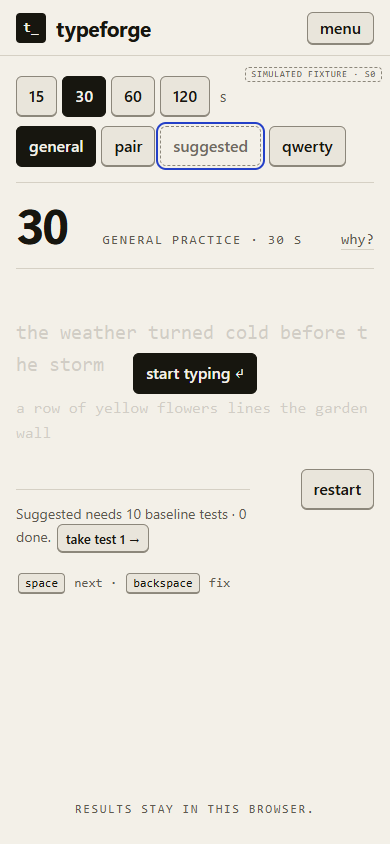 t_ typeforge menu
SIMULATED FIXTURE · S0
15 30 60 120 s
general pair suggested qwerty
30 GENERAL PRACTICE · 30 S why?
the weather turned cold before t
he storm
start typing ↵
a row of yellow flowers lines the garden
wall
restart
Suggested needs 10 baseline tests · 0
done. take test 1 →
space next · backspace fix
RESULTS STAY IN THIS BROWSER.